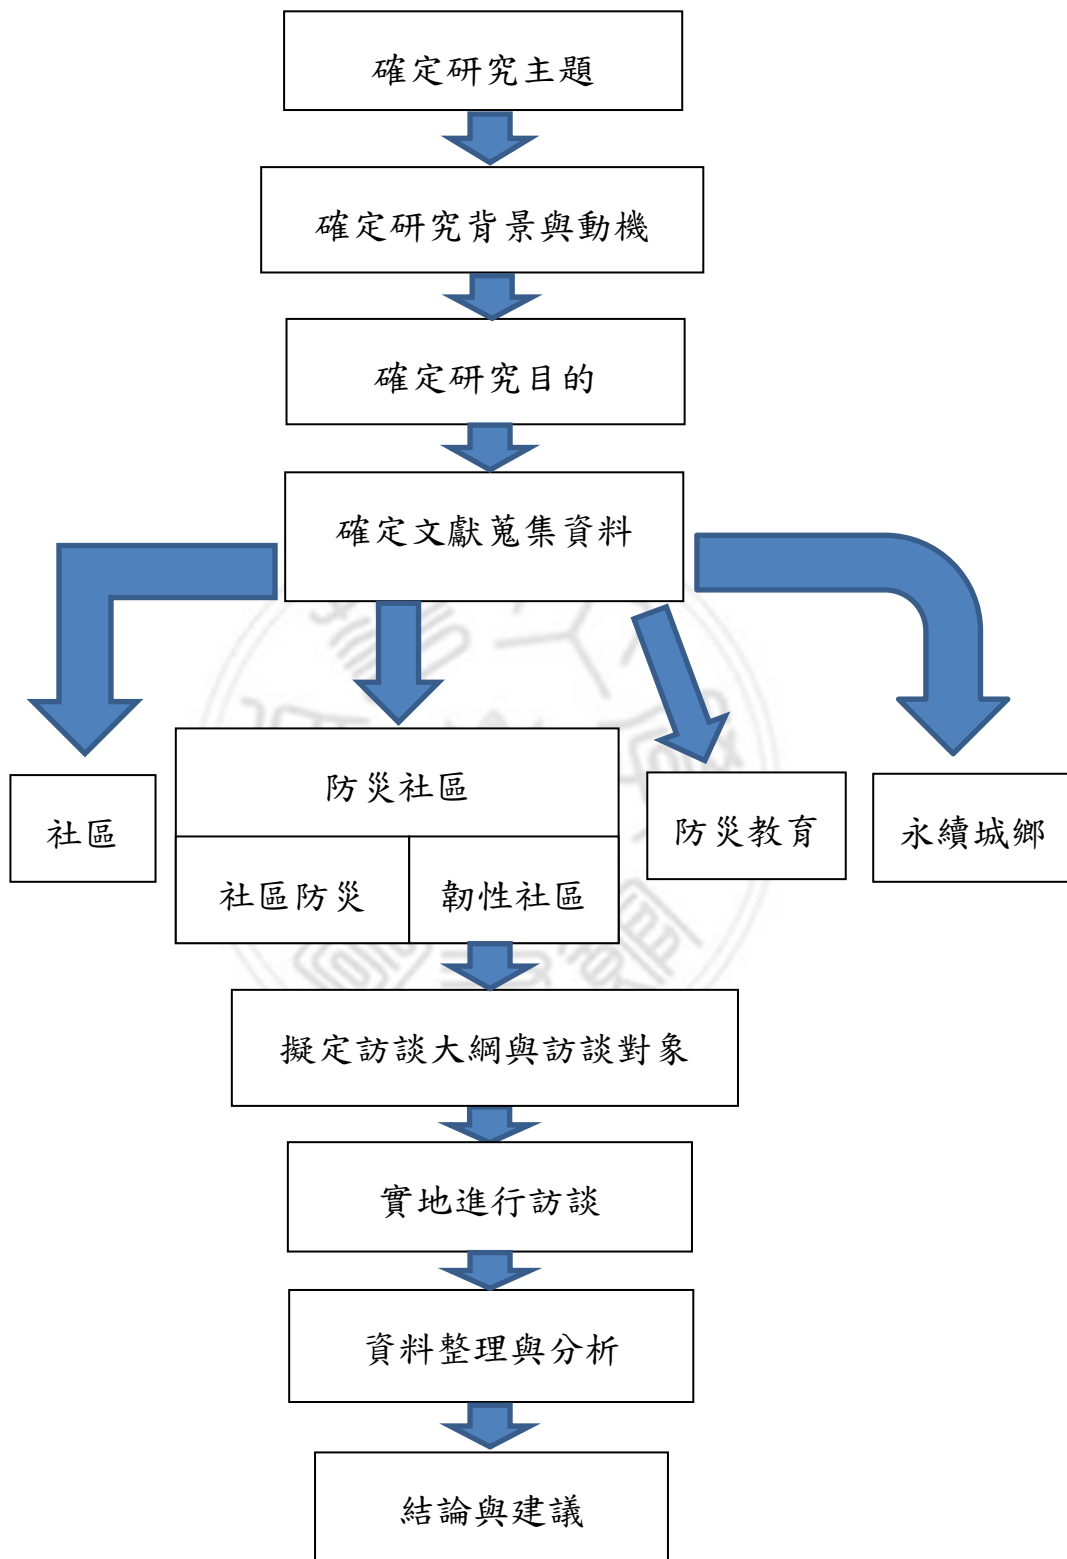 確定研究主題
確定研究背景與動機
確定研究目的
確定文獻蒐集資料
社區
防災社區
社區防災
韌性社區
防災教育
永續城鄉
擬定訪談大綱與訪談對象
實地進行訪談
資料整理與分析
結論與建議